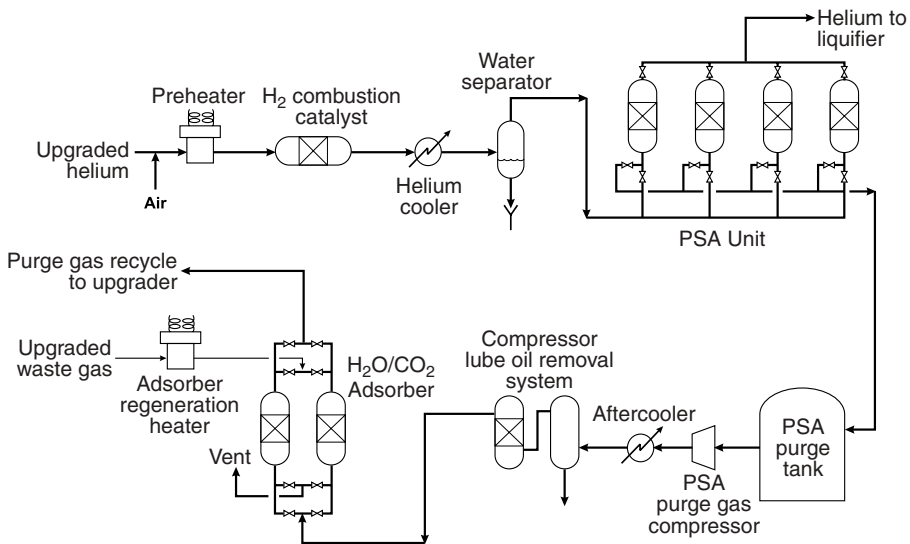 Helium to
liquifier
Water
separator
Preheater
H₂ combustion
catalyst
Upgraded
helium
Air
Helium
cooler
PSA Unit
Purge gas recycle
to upgrader
Upgraded
waste gas
Adsorber
regeneration
heater
H₂O/CO₂
Adsorber
Vent
Compressor
lube oil removal
system
Aftercooler
PSA
purge gas
compressor
PSA
purge
tank